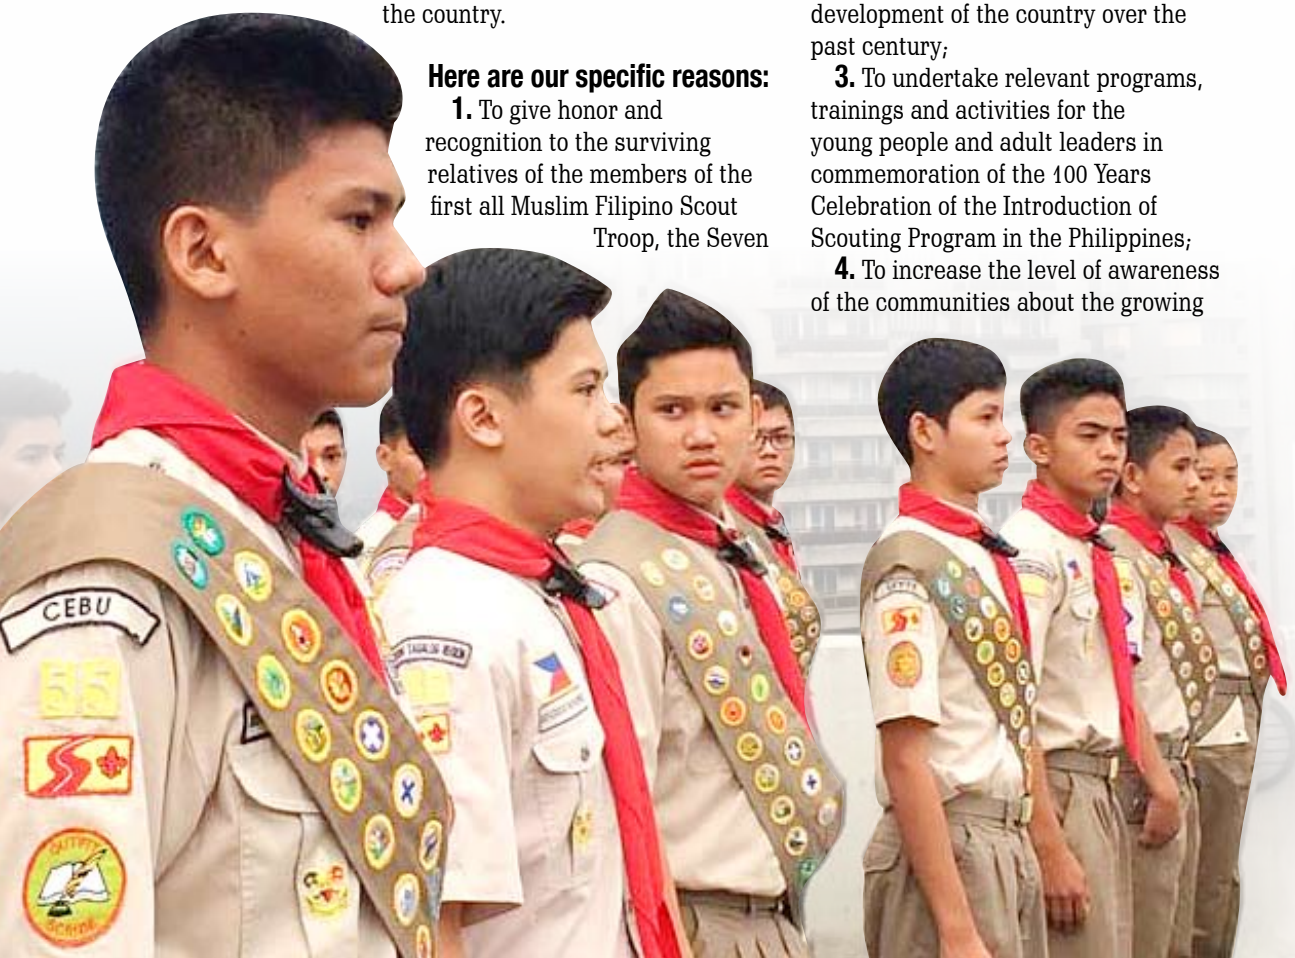 the country.
Here are our specific reasons:
1. To give honor and
recognition to the surviving
relatives of the members of the
first all Muslim Filipino Scout
Troop, the Seven
development of the country over the
past century;
3. To undertake relevant programs,
trainings and activities for the
young people and adult leaders in
commemoration of the 100 Years
Celebration of the Introduction of
Scouting Program in the Philippines;
4. To increase the level of awareness
of the communities about the growing
CEBU
55
OUTFIT
SCRIBE
TAGALOG REGION